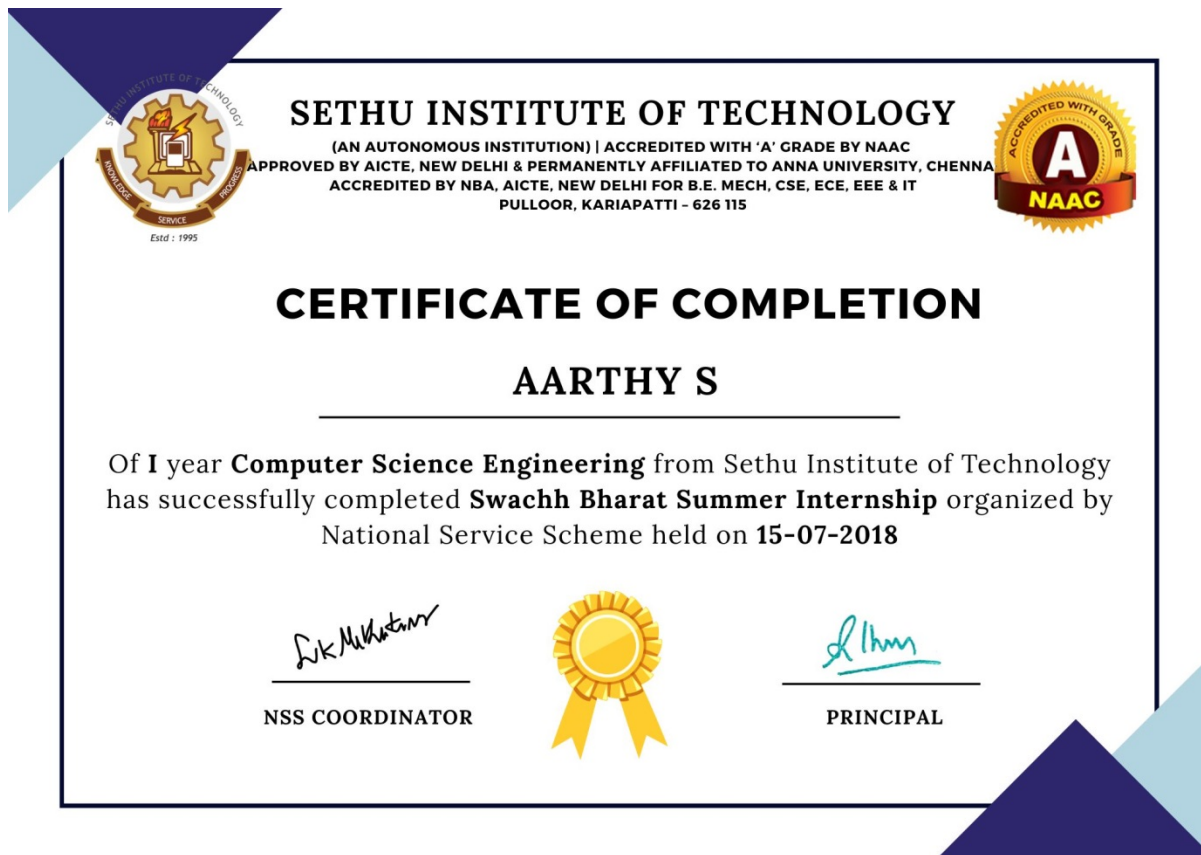 SETHU INSTITUTE OF TECHNOLOGY
KNOWLEDGE
SERVICE
PROGRESS
Estd : 1995
SETHU INSTITUTE OF TECHNOLOGY
(AN AUTONOMOUS INSTITUTION) | ACCREDITED WITH ‘A’ GRADE BY NAAC
APPROVED BY AICTE, NEW DELHI & PERMANENTLY AFFILIATED TO ANNA UNIVERSITY, CHENNA
ACCREDITED BY NBA, AICTE, NEW DELHI FOR B.E. MECH, CSE, ECE, EEE & IT
PULLOOR, KARIAPATTI – 626 115
ACCREDITED WITH GRADE
A
NAAC
CERTIFICATE OF COMPLETION
AARTHY S
Of I year Computer Science Engineering from Sethu Institute of Technology
has successfully completed Swachh Bharat Summer Internship organized by
National Service Scheme held on 15-07-2018
NSS COORDINATOR
PRINCIPAL